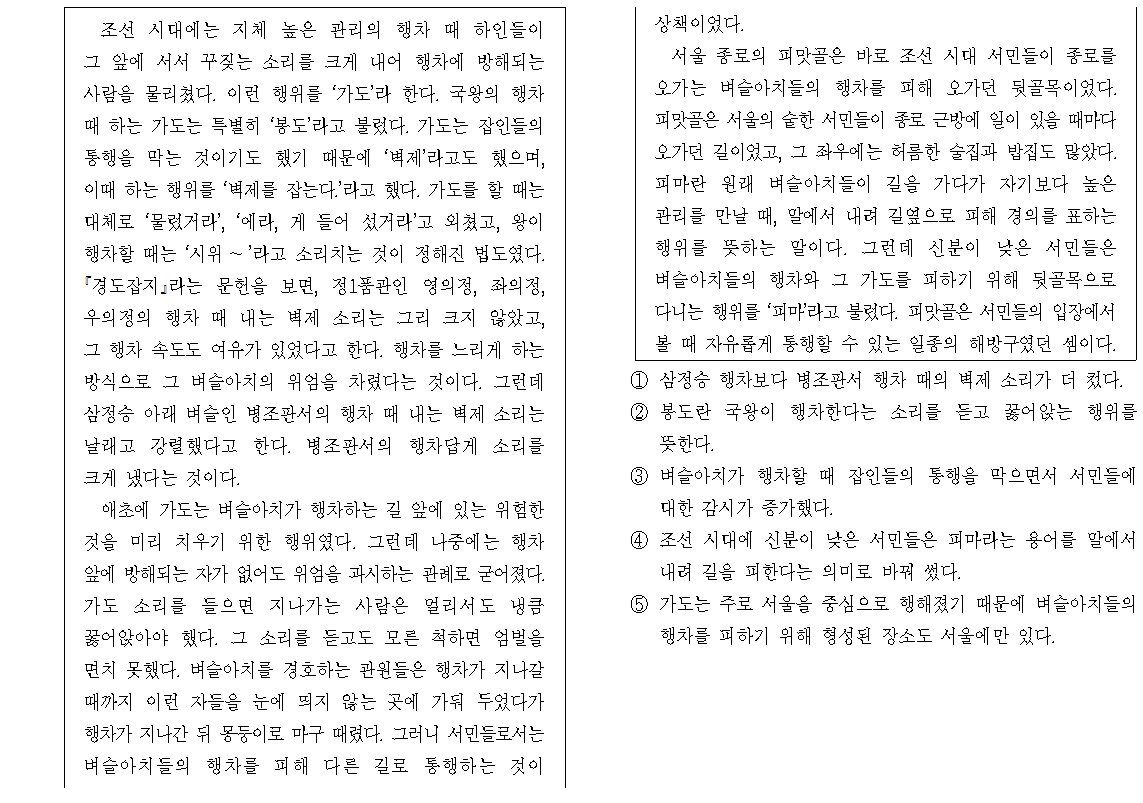 조선 시대에는 지체 높은 관리의 행차 때 하인들이
그 앞에 서서 꾸짖는 소리를 크게 내어 행차에 방해되는
사람을 물리쳤다. 이런 행위를 ‘가도’라 한다. 국왕의 행차
때 하는 가도는 특별히 ‘봉도’라고 불렀다. 가도는 잡인들의
통행을 막는 것이기도 했기 때문에 ‘벽제’라고도 했으며,
이때 하는 행위를 ‘벽제를 잡는다.’라고 했다. 가도를 할 때는
대체로 ‘물렀거라’, ‘에라, 게 들어 섰거라’고 외쳤고, 왕이
행차할 때는 ‘시위 ~ ’라고 소리치는 것이 정해진 법도였다.
『경도잡지』라는 문헌을 보면, 정1품관인 영의정, 좌의정,
우의정의 행차 때 내는 벽제 소리는 그리 크지 않았고,
그 행차 속도도 여유가 있었다고 한다. 행차를 느리게 하는
방식으로 그 벼슬아치의 위엄을 차렸다는 것이다. 그런데
삼정승 아래 벼슬인 병조판서의 행차 때 내는 벽제 소리는
날래고 강렬했다고 한다. 병조판서의 행차답게 소리를
크게 냈다는 것이다.
애초에 가도는 벼슬아치가 행차하는 길 앞에 있는 위험한
것을 미리 치우기 위한 행위였다. 그런데 나중에는 행차
앞에 방해되는 자가 없어도 위엄을 과시하는 관례로 굳어졌다.
가도 소리를 들으면 지나가는 사람은 멀리서도 냉큼
꿇어앉아야 했다. 그 소리를 듣고도 모른 척하면 엄벌을
면치 못했다. 벼슬아치를 경호하는 관원들은 행차가 지나갈
때까지 이런 자들을 눈에 띄지 않는 곳에 가둬 두었다가
행차가 지나간 뒤 몽둥이로 마구 때렸다. 그러니 서민들로서는
벼슬아치들의 행차를 피해 다른 길로 통행하는 것이
상책이었다.
서울 종로의 피맛골은 바로 조선 시대 서민들이 종로를
오가는 벼슬아치들의 행차를 피해 오가던 뒷골목이었다.
피맛골은 서울의 숱한 서민들이 종로 근방에 일이 있을 때마다
오가던 길이었고, 그 좌우에는 허름한 술집과 밥집도 많았다.
피마란 원래 벼슬아치들이 길을 가다가 자기보다 높은
관리를 만날 때, 말에서 내려 길옆으로 피해 경의를 표하는
행위를 뜻하는 말이다. 그런데 신분이 낮은 서민들은
벼슬아치들의 행차와 그 가도를 피하기 위해 뒷골목으로
다니는 행위를 ‘피마’라고 불렀다. 피맛골은 서민들의 입장에서
볼 때 자유롭게 통행할 수 있는 일종의 해방구였던 셈이다.
① 삼정승 행차보다 병조판서 행차 때의 벽제 소리가 더 컸다.
② 봉도란 국왕이 행차한다는 소리를 듣고 꿇어앉는 행위를
뜻한다.
③ 벼슬아치가 행차할 때 잡인들의 통행을 막으면서 서민들에
대한 감시가 증가했다.
④ 조선 시대에 신분이 낮은 서민들은 피마라는 용어를 말에서
내려 길을 피한다는 의미로 바꿔 썼다.
⑤ 가도는 주로 서울을 중심으로 행해졌기 때문에 벼슬아치들의
행차를 피하기 위해 형성된 장소도 서울에만 있다.